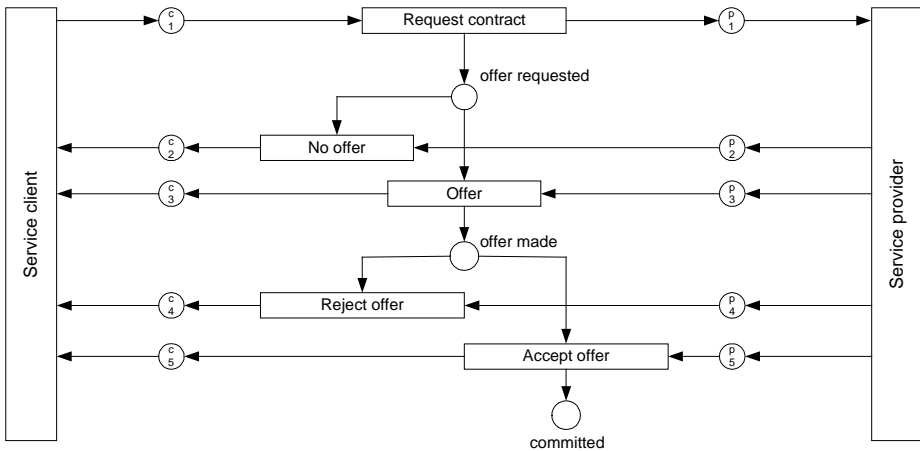 c
1
Request contract
p
1
offer requested
c
2
No offer
p
2
c
3
Offer
p
3
Service client
Service provider
offer made
c
4
Reject offer
p
4
c
5
Accept offer
p
5
committed